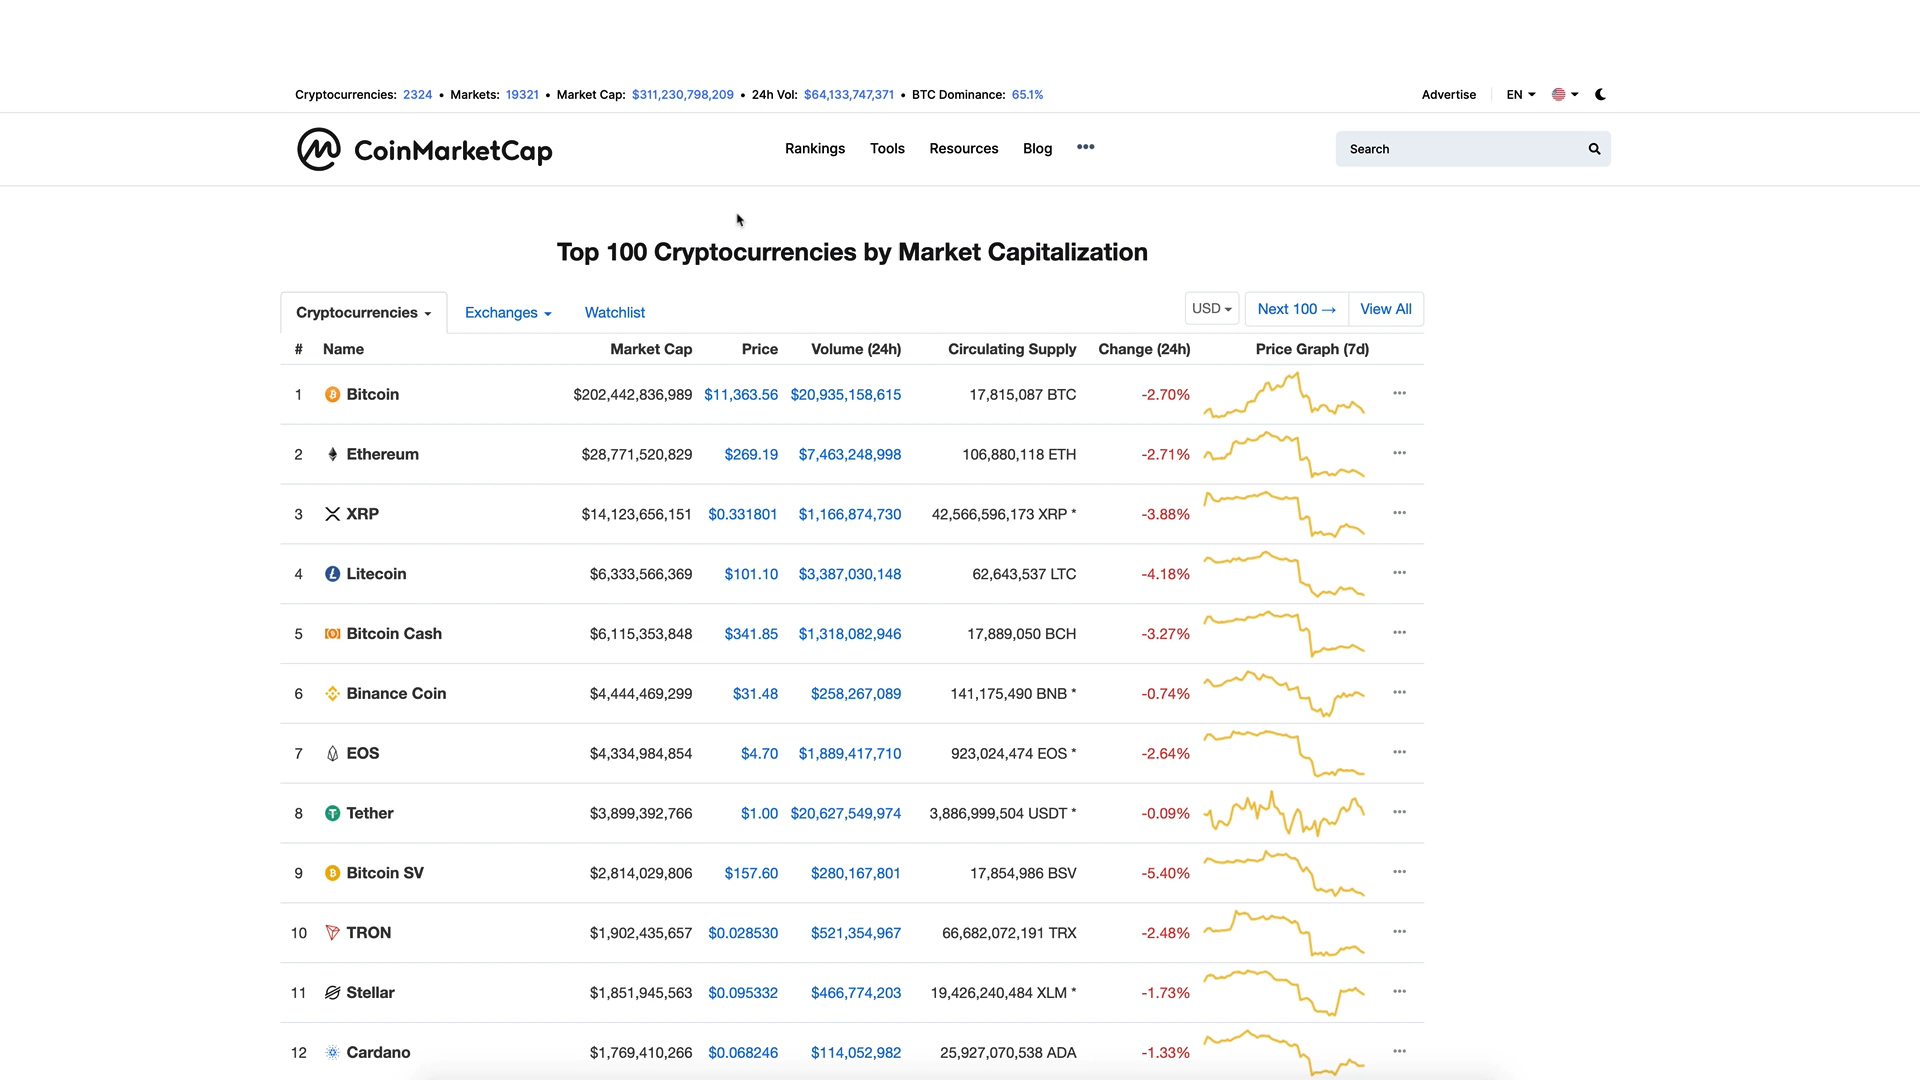 Cryptocurrencies: 2324 • Markets: 19321 • Market Cap: $311,230,798,209 • 24h Vol: $64,133,747,371 • BTC Dominance: 65.1% Advertise EN
CoinMarketCap Rankings Tools Resources Blog Search
Top 100 Cryptocurrencies by Market Capitalization
Cryptocurrencies Exchanges Watchlist USD Next 100 → View All
# Name Market Cap Price Volume (24h) Circulating Supply Change (24h) Price Graph (7d)
1 Bitcoin $202,442,836,989 $11,363.56 $20,935,158,615 17,815,087 BTC -2.70%
2 Ethereum $28,771,520,829 $269.19 $7,463,248,998 106,880,118 ETH -2.71%
3 XRP $14,123,656,151 $0.331801 $1,166,874,730 42,566,596,173 XRP * -3.88%
4 Litecoin $6,333,566,369 $101.10 $3,387,030,148 62,643,537 LTC -4.18%
5 Bitcoin Cash $6,115,353,848 $341.85 $1,318,082,946 17,889,050 BCH -3.27%
6 Binance Coin $4,444,469,299 $31.48 $258,267,089 141,175,490 BNB * -0.74%
7 EOS $4,334,984,854 $4.70 $1,889,417,710 923,024,474 EOS * -2.64%
8 Tether $3,899,392,766 $1.00 $20,627,549,974 3,886,999,504 USDT * -0.09%
9 Bitcoin SV $2,814,029,806 $157.60 $280,167,801 17,854,986 BSV -5.40%
10 TRON $1,902,435,657 $0.028530 $521,354,967 66,682,072,191 TRX -2.48%
11 Stellar $1,851,945,563 $0.095332 $466,774,203 19,426,240,484 XLM * -1.73%
12 Cardano $1,769,410,266 $0.068246 $114,052,982 25,927,070,538 ADA -1.33%